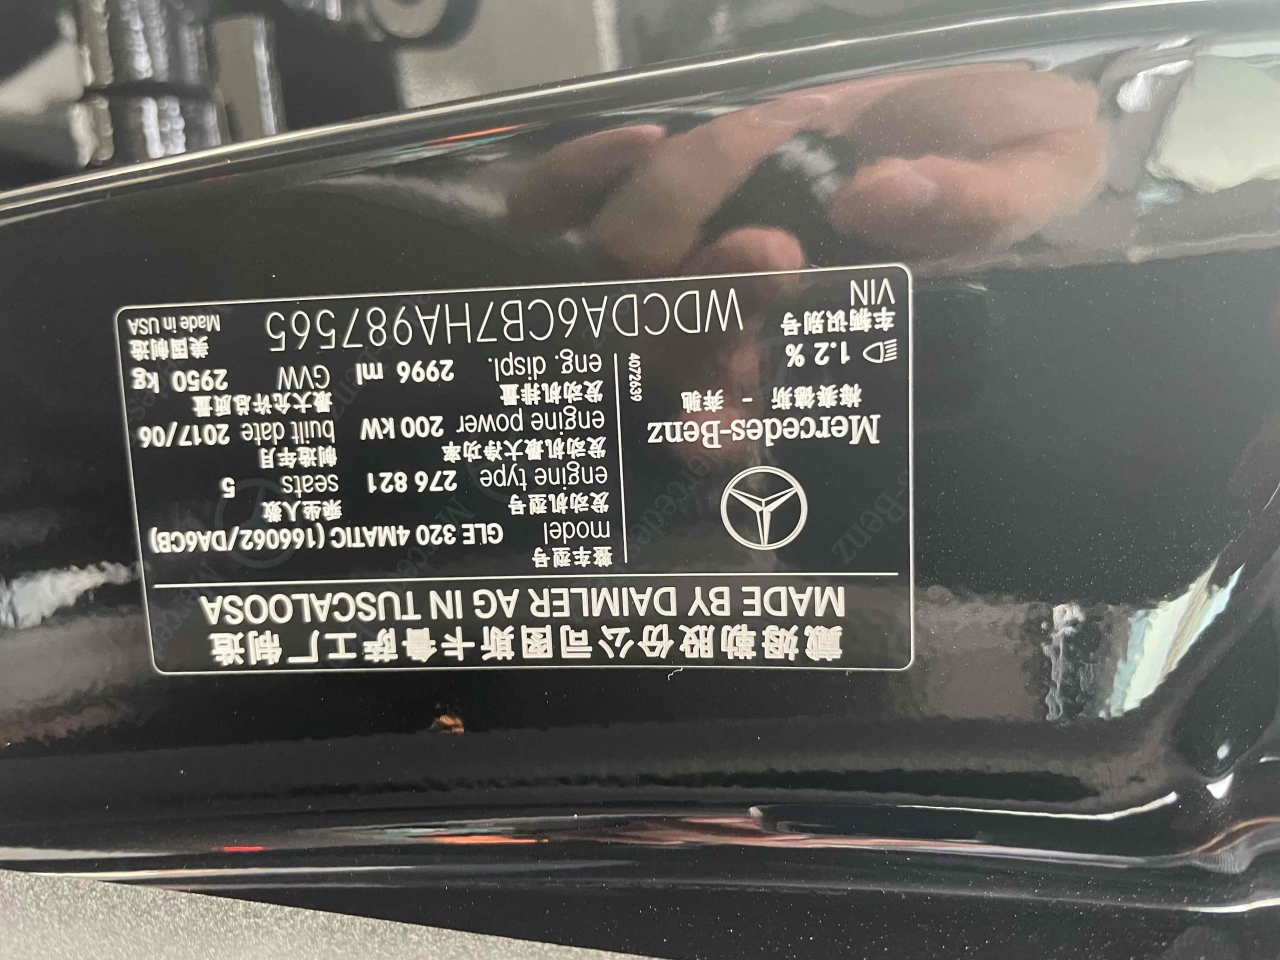 戴姆勒股份公司图斯卡鲁萨工厂制造
MADE BY DAIMLER AG IN TUSCALOOSA
Mercedes-Benz
梅赛德斯 - 奔驰
1.2 %
4072639
整车型号
model GLE 320 4MATIC (166062/DA6CB)
发动机型号 乘坐人数
engine type 276 821 seats 5
发动机最大净功率 制造年月
engine power 200 kW built date 2017/06
发动机排量 最大允许总质量
eng. displ. 2996 ml GVW 2950 kg
车辆识别号 美国制造
VIN WDCDA6CB7HA987565 Made in USA